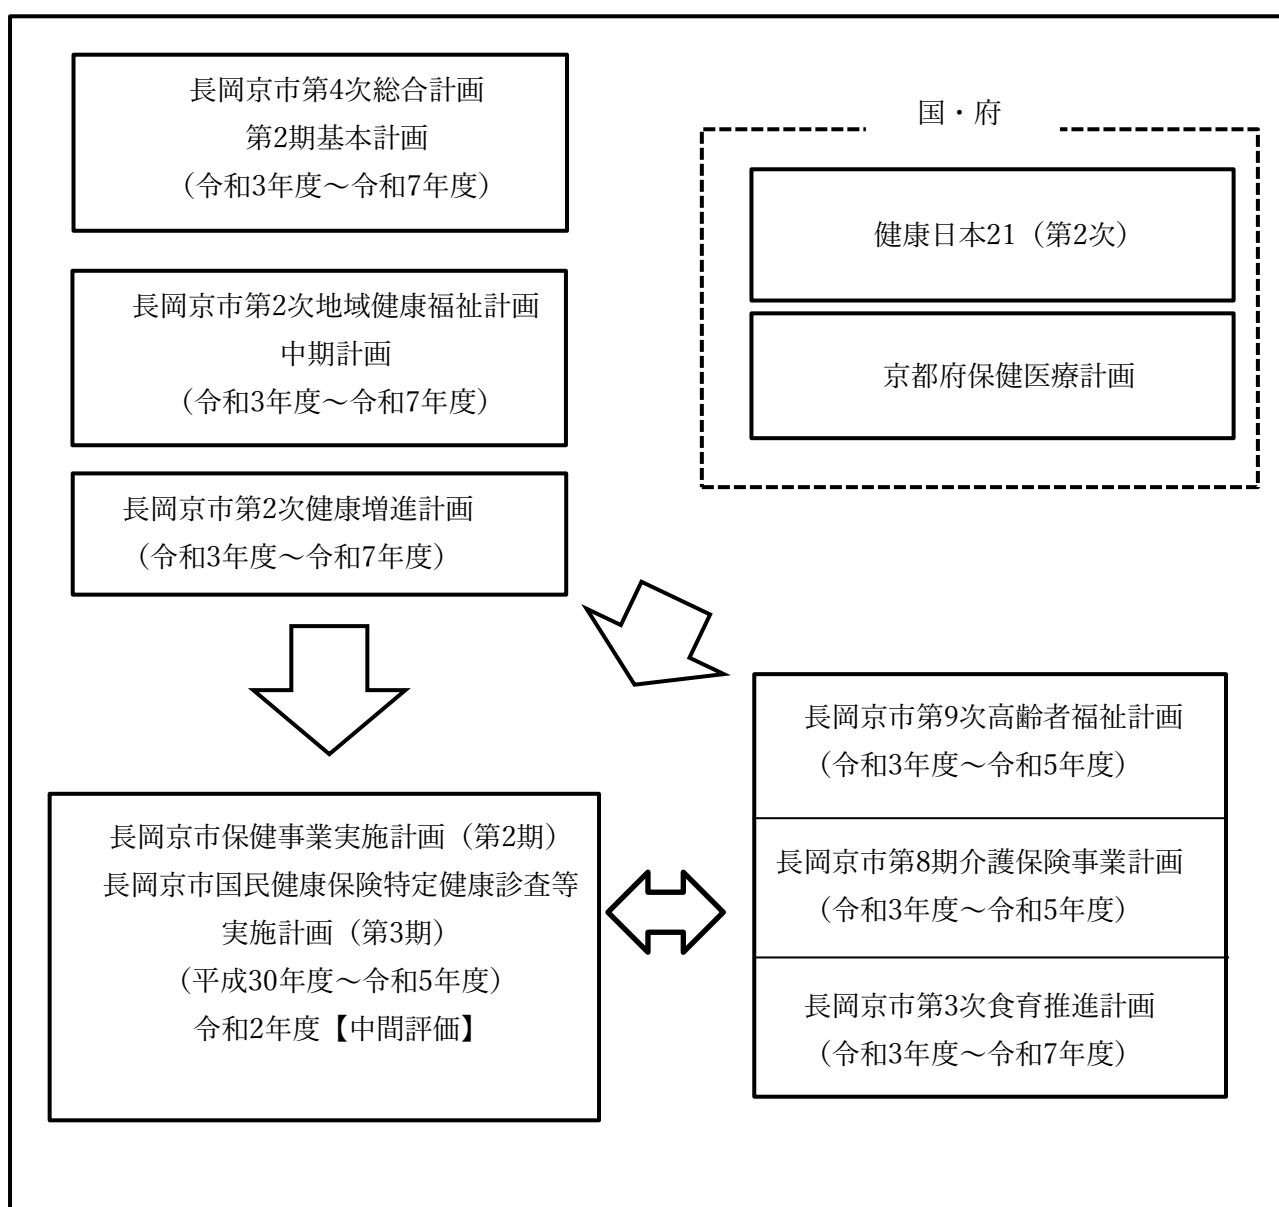 長岡京市第4次総合計画
第2期基本計画
（令和3年度～令和7年度）
国・府
健康日本21（第2次）
京都府保健医療計画
長岡京市第2次地域健康福祉計画
中期計画
（令和3年度～令和7年度）
長岡京市第2次健康増進計画
（令和3年度～令和7年度）
長岡京市保健事業実施計画（第2期）
長岡京市国民健康保険特定健康診査等
実施計画（第3期）
（平成30年度～令和5年度）
令和2年度【中間評価】
長岡京市第9次高齢者福祉計画
（令和3年度～令和5年度）
長岡京市第8期介護保険事業計画
（令和3年度～令和5年度）
長岡京市第3次食育推進計画
（令和3年度～令和7年度）